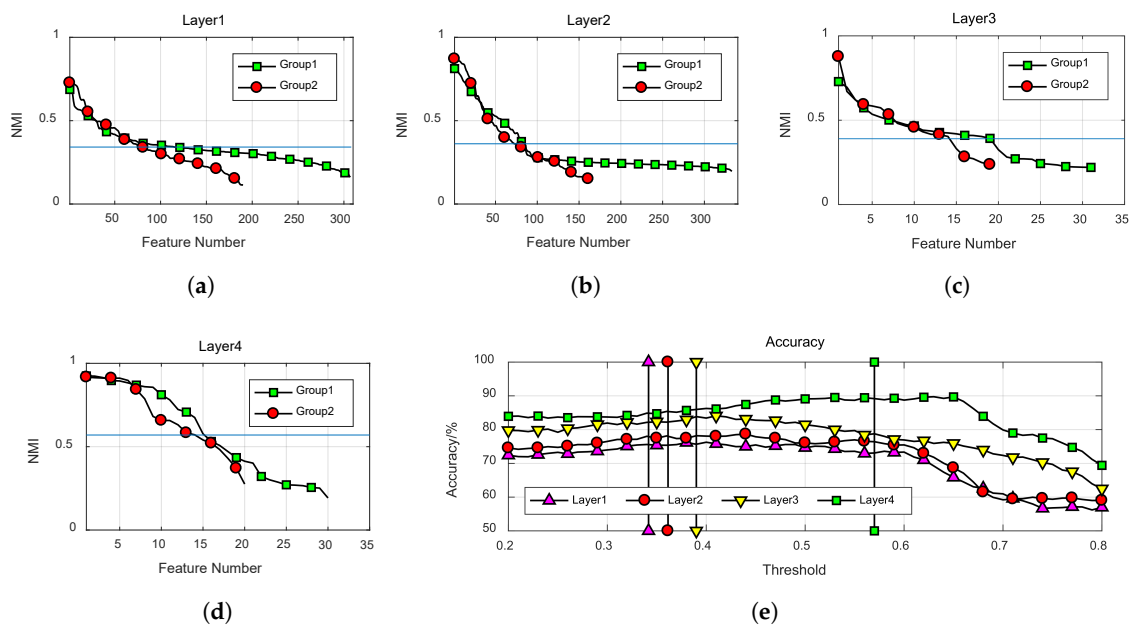 Layer1
NMI
1
0.5
0
50 100 150 200 250 300
Feature Number
Group1
Group2
(a)
Layer2
NMI
1
0.5
0
50 100 150 200 250 300
Feature Number
Group1
Group2
(b)
Layer3
NMI
1
0.5
0
5 15 25 35
Feature Number
Group1
Group2
(c)
Layer4
NMI
1
0.5
0
5 10 15 20 25 30 35
Feature Number
Group1
Group2
(d)
Accuracy
Accuracy/%
100
90
80
70
60
50
Layer1 Layer2 Layer3 Layer4
0.2 0.3 0.4 0.5 0.6 0.7 0.8
Threshold
(e)